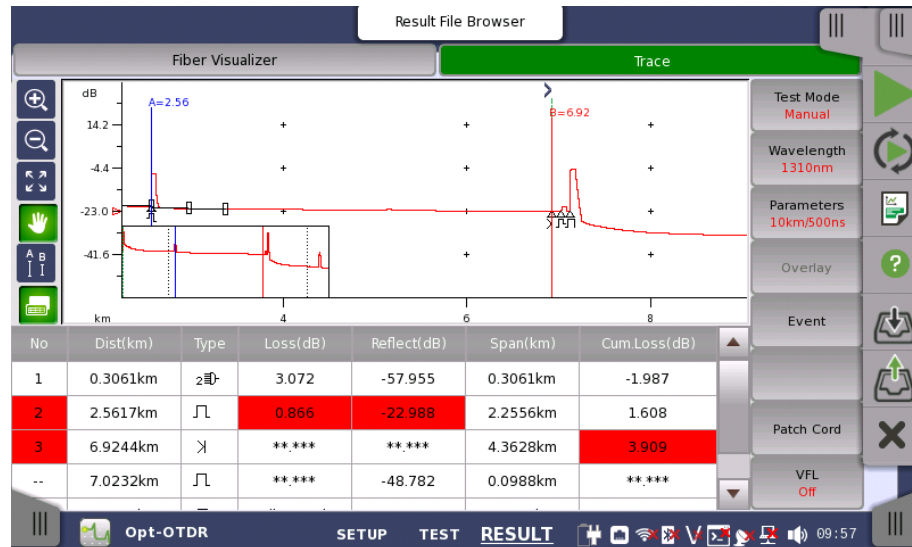 Result File Browser
Fiber Visualizer
Trace
dB
A=2.56
B=6.92
14.2
-4.4
-23.0
-41.6
km
4
6
8
A B
Test Mode
Manual
Wavelength
1310nm
Parameters
10km/500ns
Overlay
Event
Patch Cord
VFL
Off
No Dist(km) Type Loss(dB) Reflect(dB) Span(km) Cum.Loss(dB)
1 0.3061km 2 3.072 -57.955 0.3061km -1.987
2 2.5617km 0.866 -22.988 2.2556km 1.608
3 6.9244km **.*** **.*** 4.3628km 3.909
-- 7.0232km **.*** -48.782 0.0988km **.***
Opt-OTDR SETUP TEST RESULT 09:57